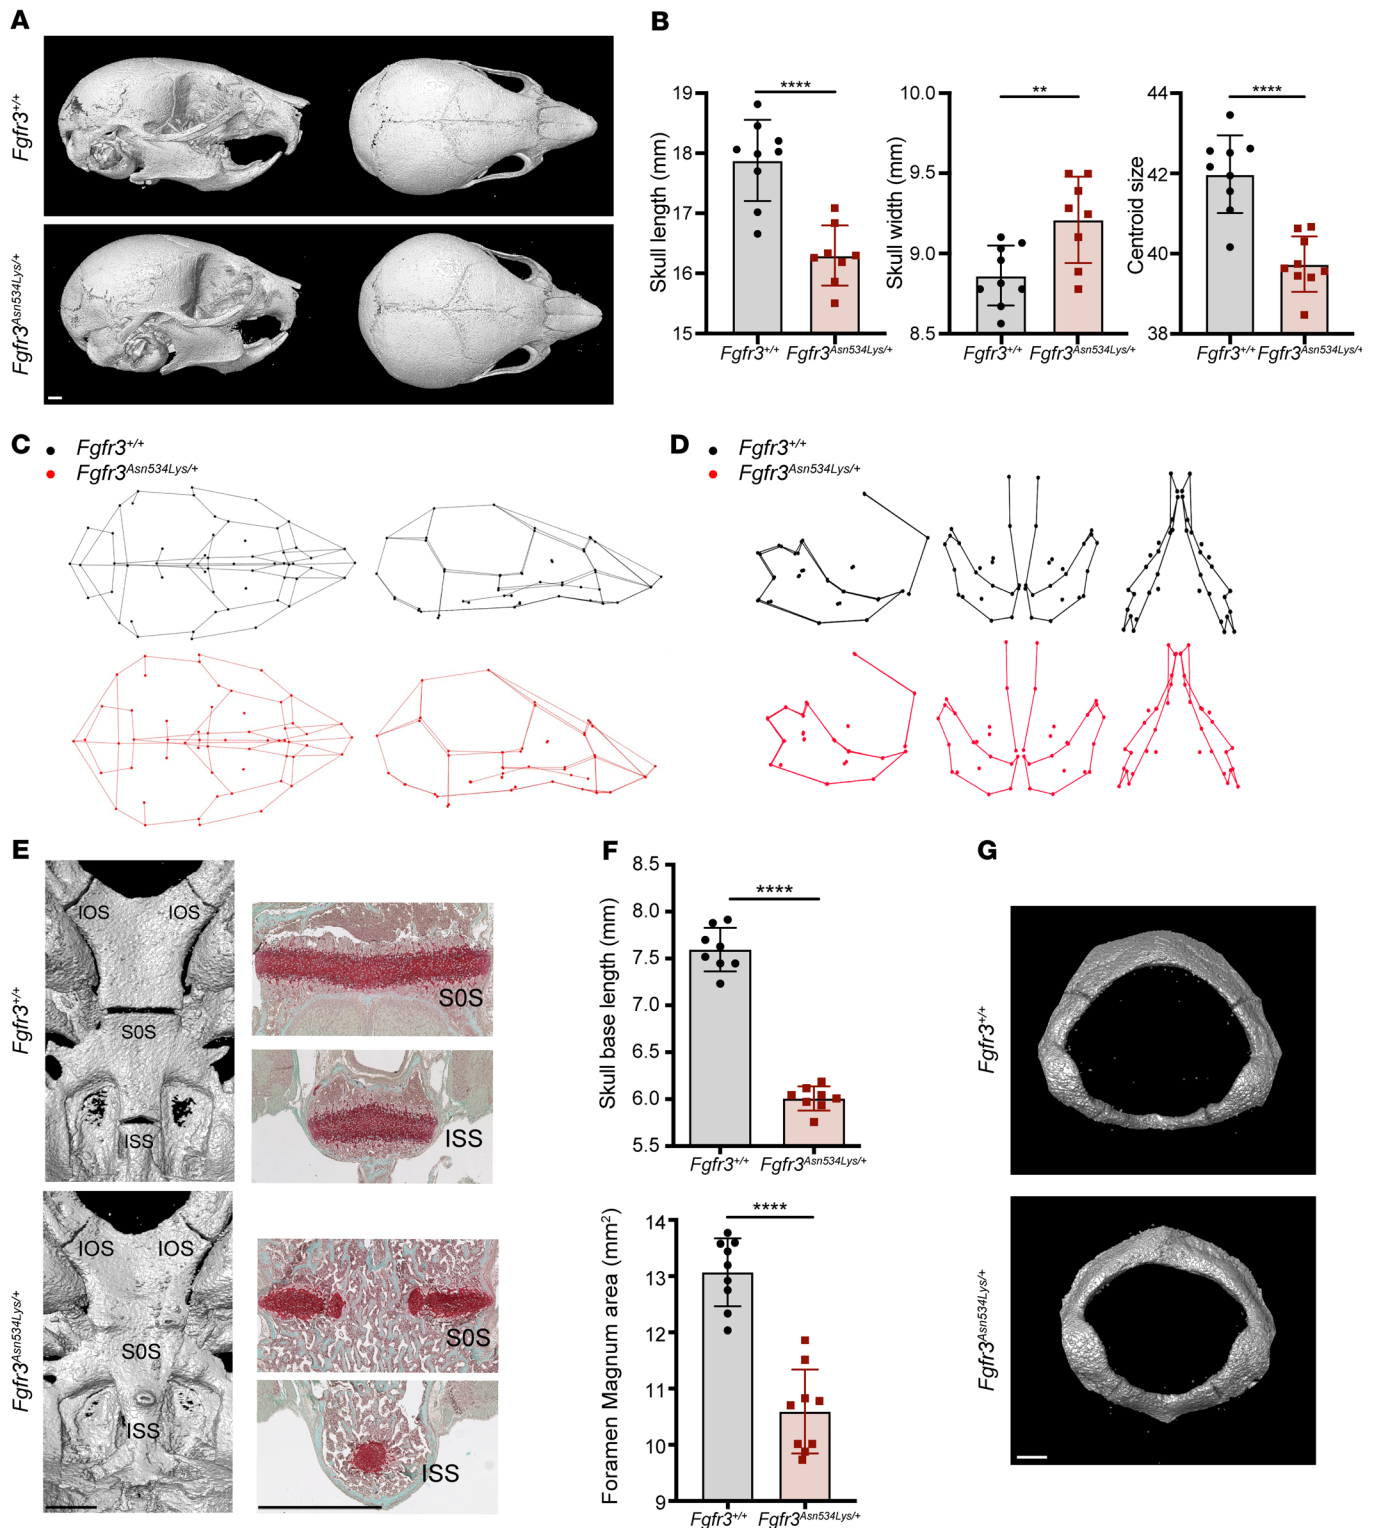 A
Fgfr3+/+
Fgfr3Asn534Lys/+
B
Skull length (mm)
19
18
17
16
15
****
Fgfr3+/+ Fgfr3Asn534Lys/+
Skull width (mm)
10.0
9.5
9.0
8.5
**
Fgfr3+/+ Fgfr3Asn534Lys/+
Centroid size
44
42
40
38
****
Fgfr3+/+ Fgfr3Asn534Lys/+
C
Fgfr3+/+
Fgfr3Asn534Lys/+
D
Fgfr3+/+
Fgfr3Asn534Lys/+
E
Fgfr3+/+
IOS IOS
S0S
ISS
S0S
ISS
Fgfr3Asn534Lys/+
IOS IOS
S0S
ISS
S0S
ISS
F
Skull base length (mm)
8.5
8.0
7.5
7.0
6.5
6.0
5.5
****
Fgfr3+/+ Fgfr3Asn534Lys/+
Foramen Magnum area (mm2)
14
13
12
11
10
9
****
Fgfr3+/+ Fgfr3Asn534Lys/+
G
Fgfr3+/+
Fgfr3Asn534Lys/+